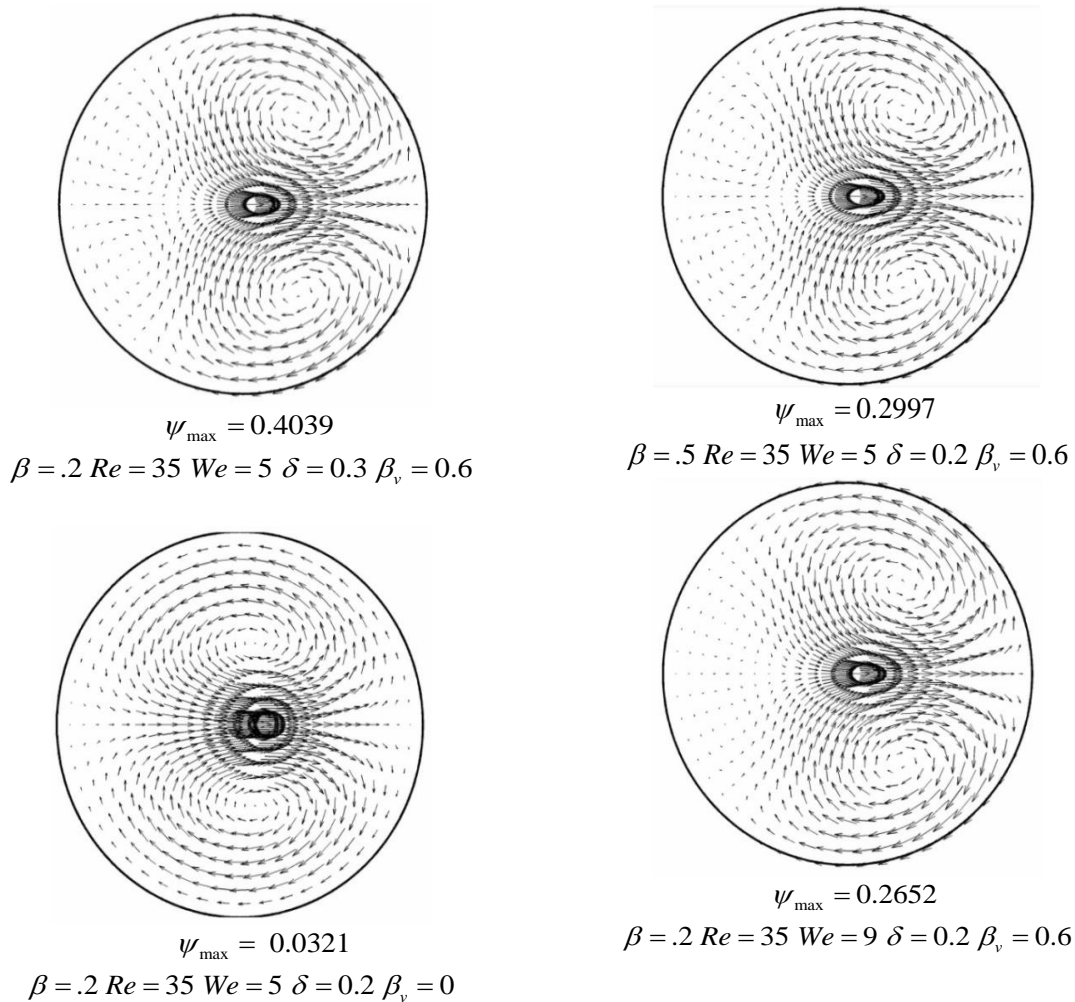 ψmax = 0.4039
β = .2 Re = 35 We = 5 δ = 0.3 βv = 0.6
ψmax = 0.2997
β = .5 Re = 35 We = 5 δ = 0.2 βv = 0.6
ψmax = 0.0321
β = .2 Re = 35 We = 5 δ = 0.2 βv = 0
ψmax = 0.2652
β = .2 Re = 35 We = 9 δ = 0.2 βv = 0.6